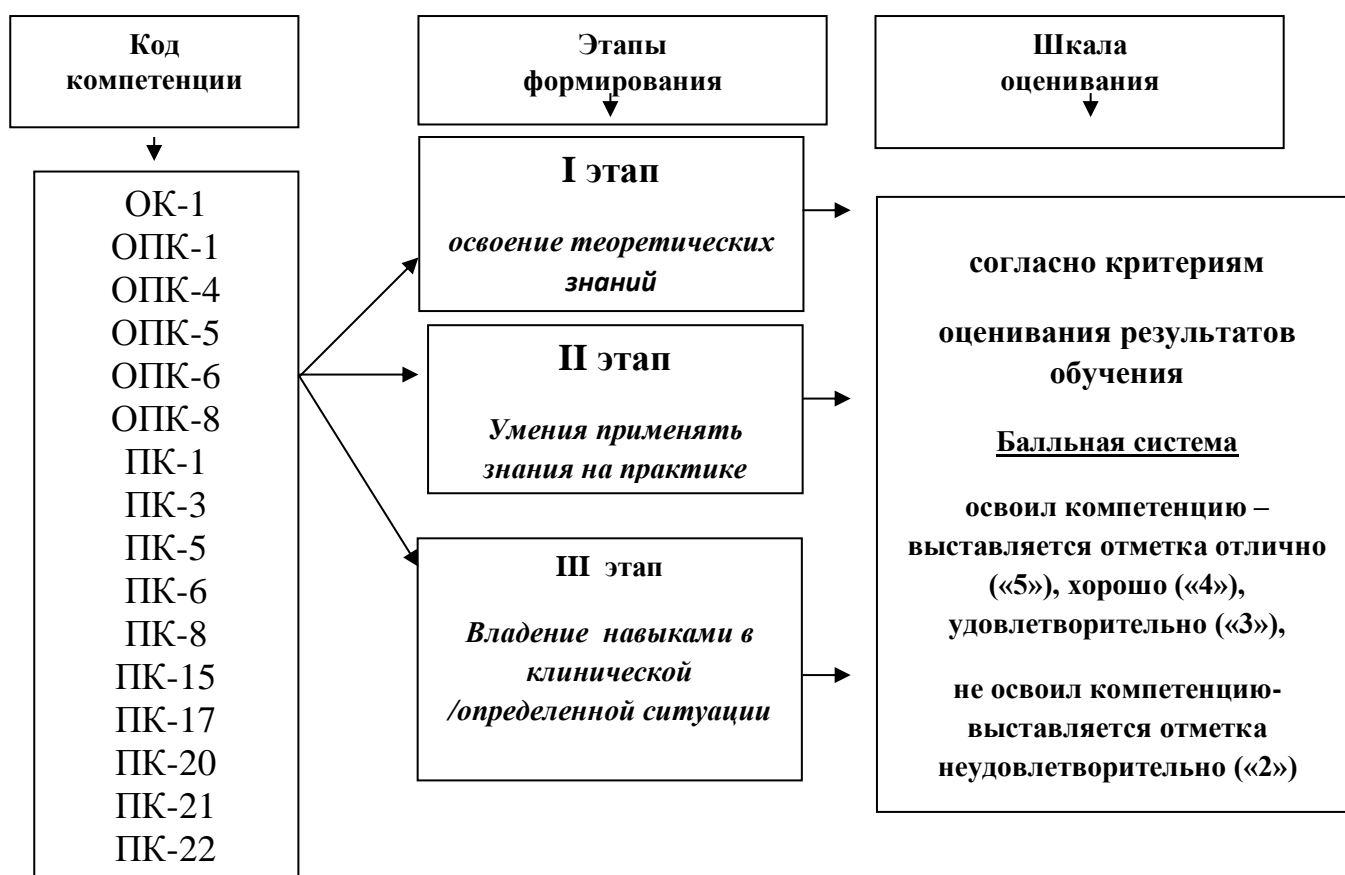 Код
компетенции
Этапы
формирования
Шкала
оценивания
ОК-1
ОПК-1
ОПК-4
ОПК-5
ОПК-6
ОПК-8
ПК-1
ПК-3
ПК-5
ПК-6
ПК-8
ПК-15
ПК-17
ПК-20
ПК-21
ПК-22
I этап
освоение теоретических
знаний
II этап
Умения применять
знания на практике
III этап
Владение навыками в
клинической
/определенной ситуации
согласно критериям
оценивания результатов
обучения
Балльная система
освоил компетенцию –
выставляется отметка отлично
(«5»), хорошо («4»),
удовлетворительно («3»),
не освоил компетенцию-
выставляется отметка
неудовлетворительно («2»)